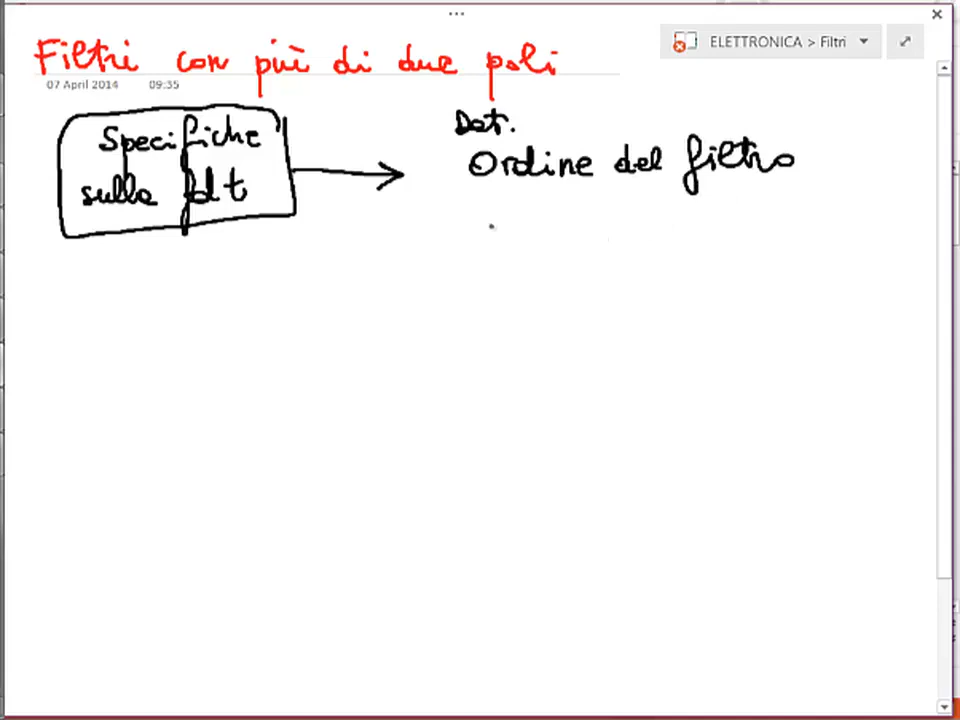 Filtri con più di due poli
ELETTRONICA > Filtri
07 April 2014 09:35
Specifiche
sulla fdt
Det.
Ordine del filtro